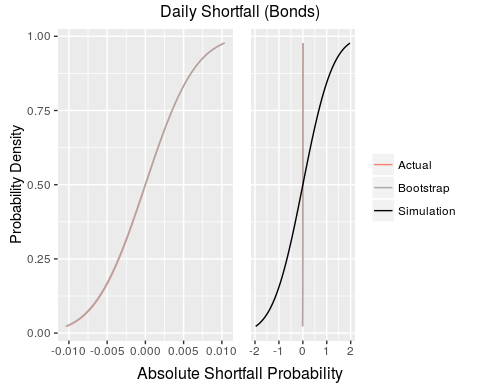 Daily Shortfall (Bonds)
Probability Density
1.00
0.75
0.50
0.25
0.00
-0.010 -0.005 0.000 0.005 0.010
-2 -1 0 1 2
Absolute Shortfall Probability
Actual
Bootstrap
Simulation